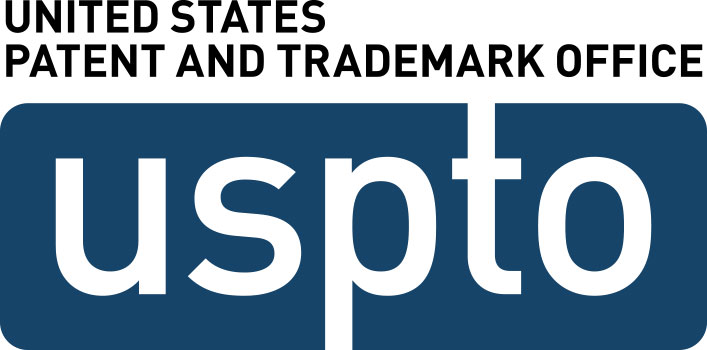 UNITED STATES
PATENT AND TRADEMARK OFFICE
uspto